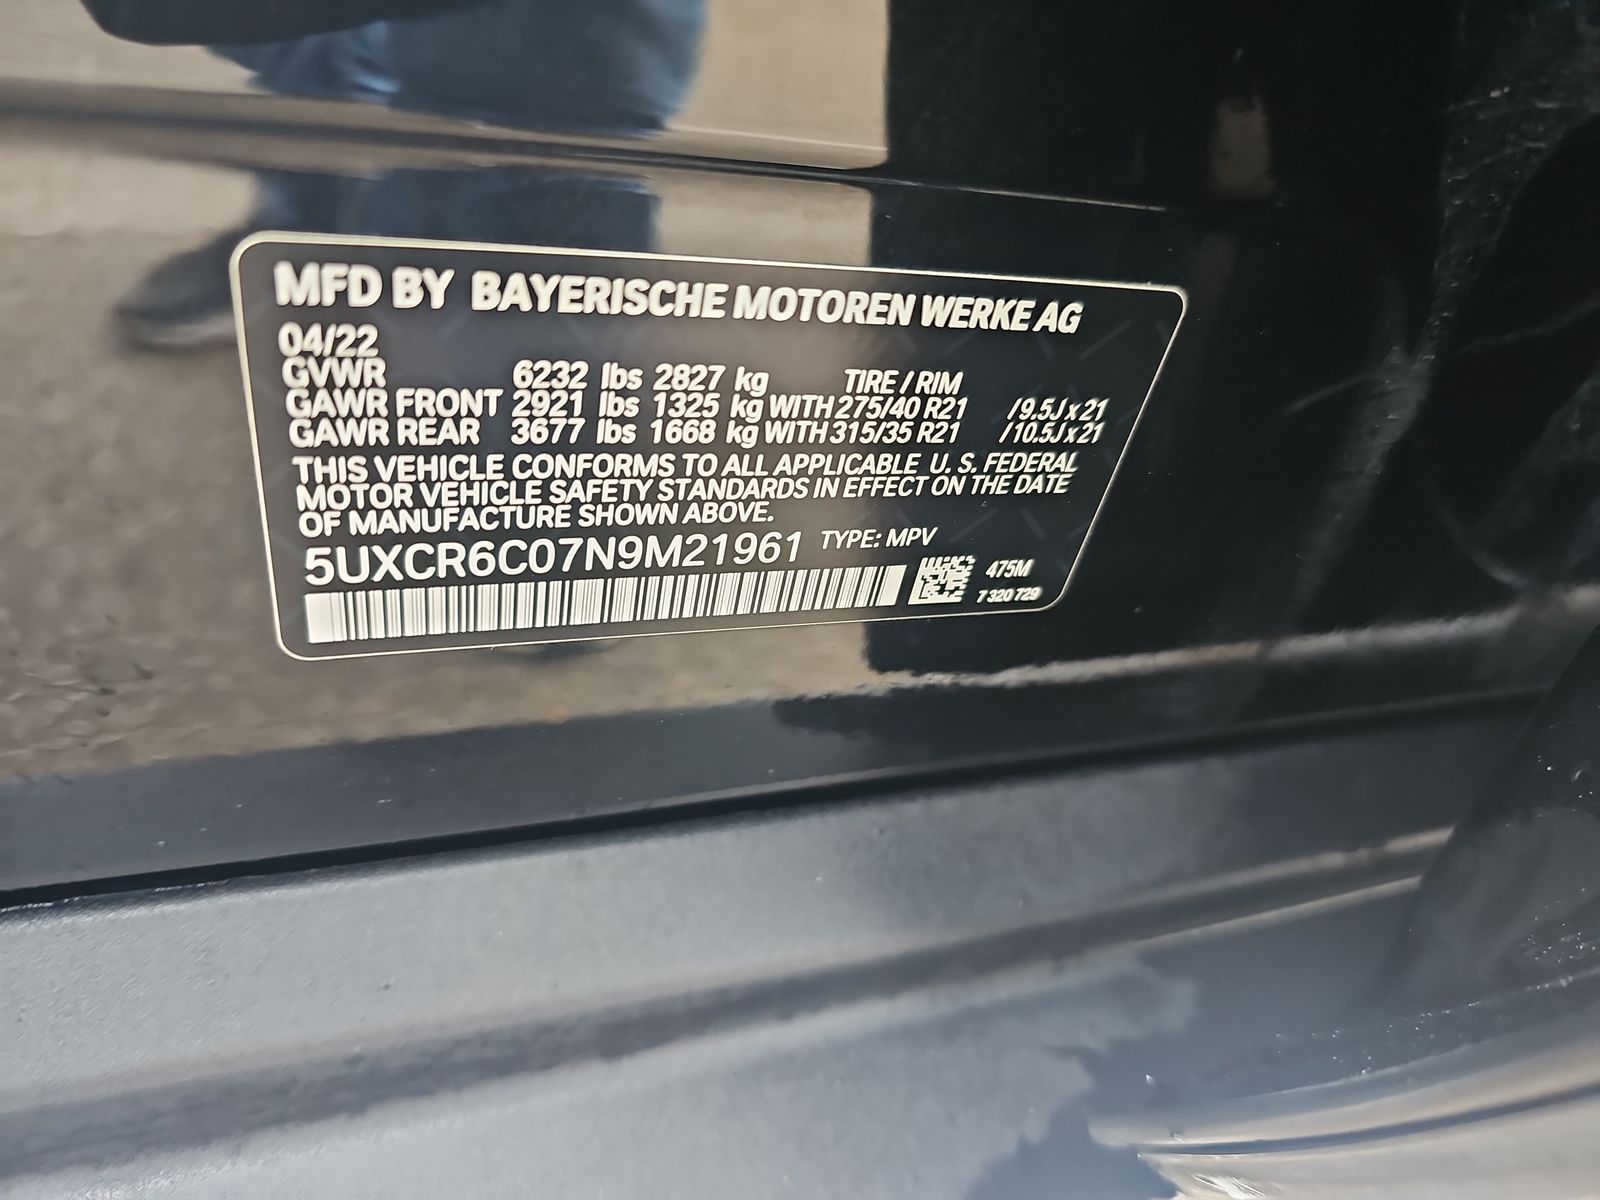 MFD BY BAYERISCHE MOTOREN WERKE AG
04/22
GVWR 6232 lbs 2827 kg TIRE / RIM
GAWR FRONT 2921 lbs 1325 kg WITH 275/40 R21 /9.5J x 21
GAWR REAR 3677 lbs 1668 kg WITH 315/35 R21 /10.5J x 21
THIS VEHICLE CONFORMS TO ALL APPLICABLE U. S. FEDERAL
MOTOR VEHICLE SAFETY STANDARDS IN EFFECT ON THE DATE
OF MANUFACTURE SHOWN ABOVE.
5UXCR6C07N9M21961 TYPE: MPV
475M
7 320 729